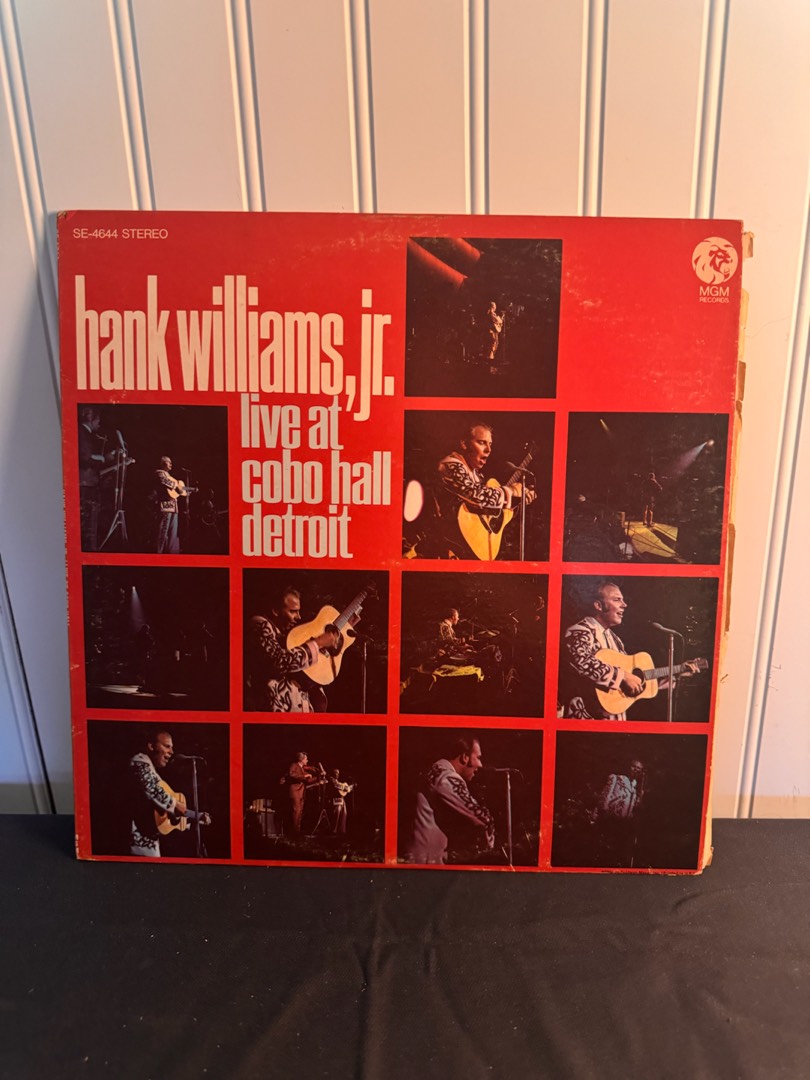 SE-4644 STEREO
MGM
RECORDS
hank williams, jr.
live at
cobo hall
detroit